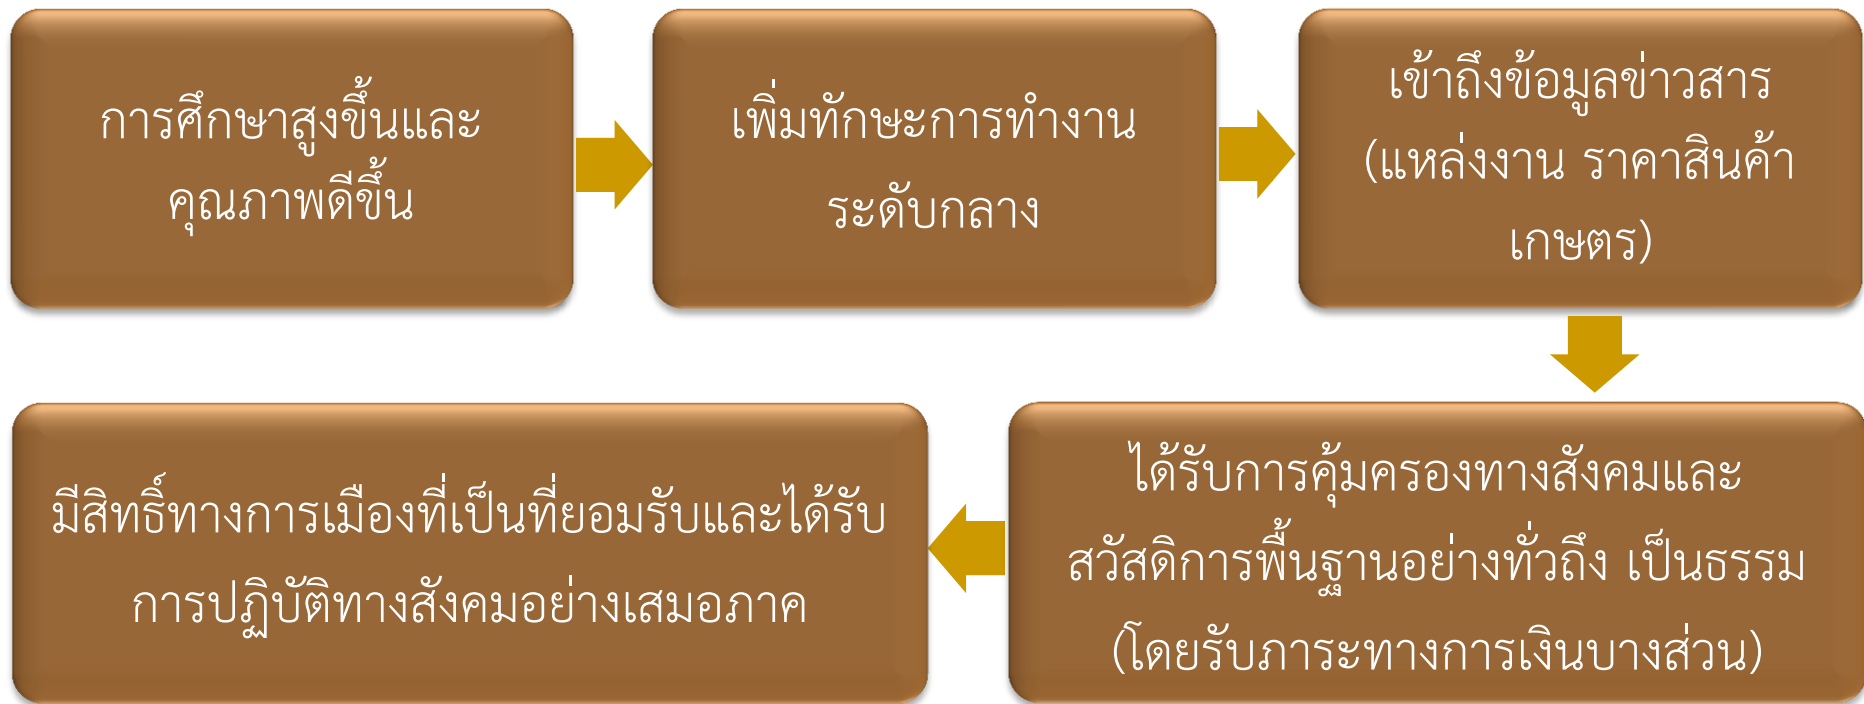 การศึกษาสูงขึ้นและ
คุณภาพดีขึ้น
เพิ่มทักษะการทำงาน
ระดับกลาง
เข้าถึงข้อมูลข่าวสาร
(แหล่งงาน ราคาสินค้า
เกษตร)
ได้รับการคุ้มครองทางสังคมและ
สวัสดิการพื้นฐานอย่างทั่วถึง เป็นธรรม
(โดยรับภาระทางการเงินบางส่วน)
มีสิทธิ์ทางการเมืองที่เป็นที่ยอมรับและได้รับ
การปฏิบัติทางสังคมอย่างเสมอภาค